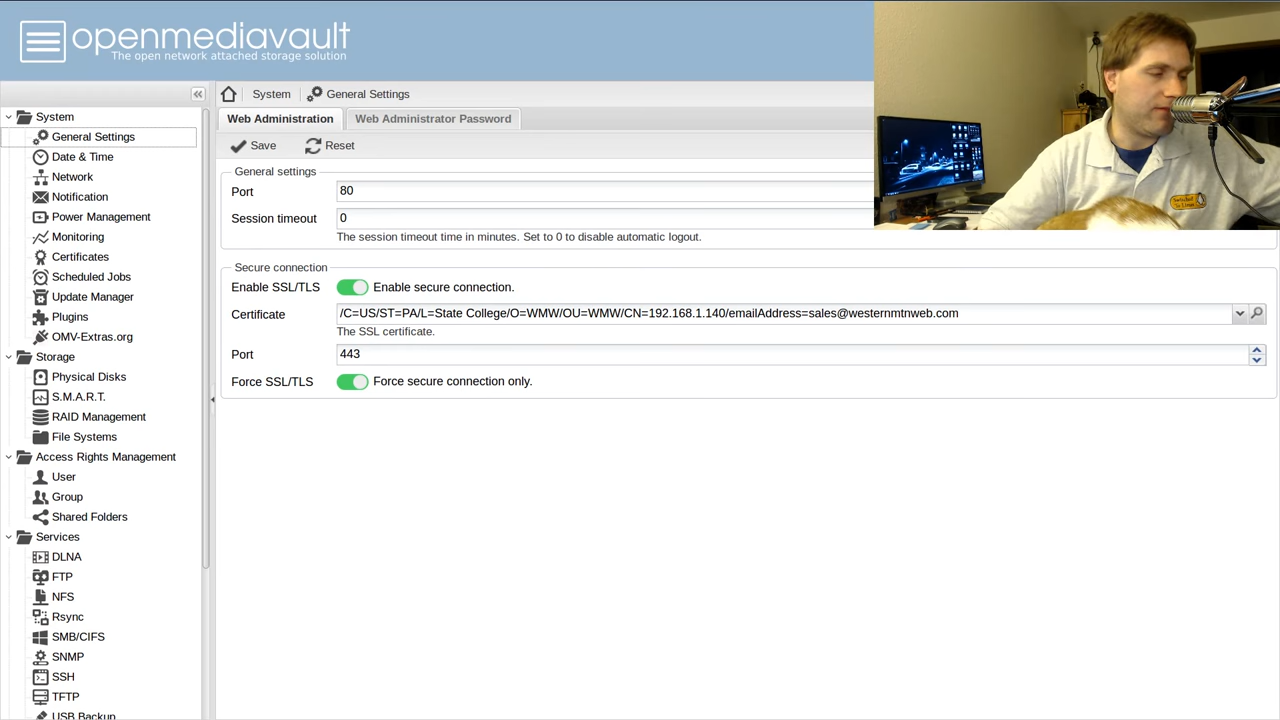 openmediavault
The open network attached storage solution
System
General Settings
Date & Time
Network
Notification
Power Management
Monitoring
Certificates
Scheduled Jobs
Update Manager
Plugins
OMV-Extras.org
Storage
Physical Disks
S.M.A.R.T.
RAID Management
File Systems
Access Rights Management
User
Group
Shared Folders
Services
DLNA
FTP
NFS
Rsync
SMB/CIFS
SNMP
SSH
TFTP
USB Backup
System General Settings
Web Administration Web Administrator Password
Save Reset
General settings
Port 80
Session timeout 0
The session timeout time in minutes. Set to 0 to disable automatic logout.
Secure connection
Enable SSL/TLS Enable secure connection.
Certificate /C=US/ST=PA/L=State College/O=WMW/OU=WMW/CN=192.168.1.140/emailAddress=sales@westernmtnweb.com
The SSL certificate.
Port 443
Force SSL/TLS Force secure connection only.